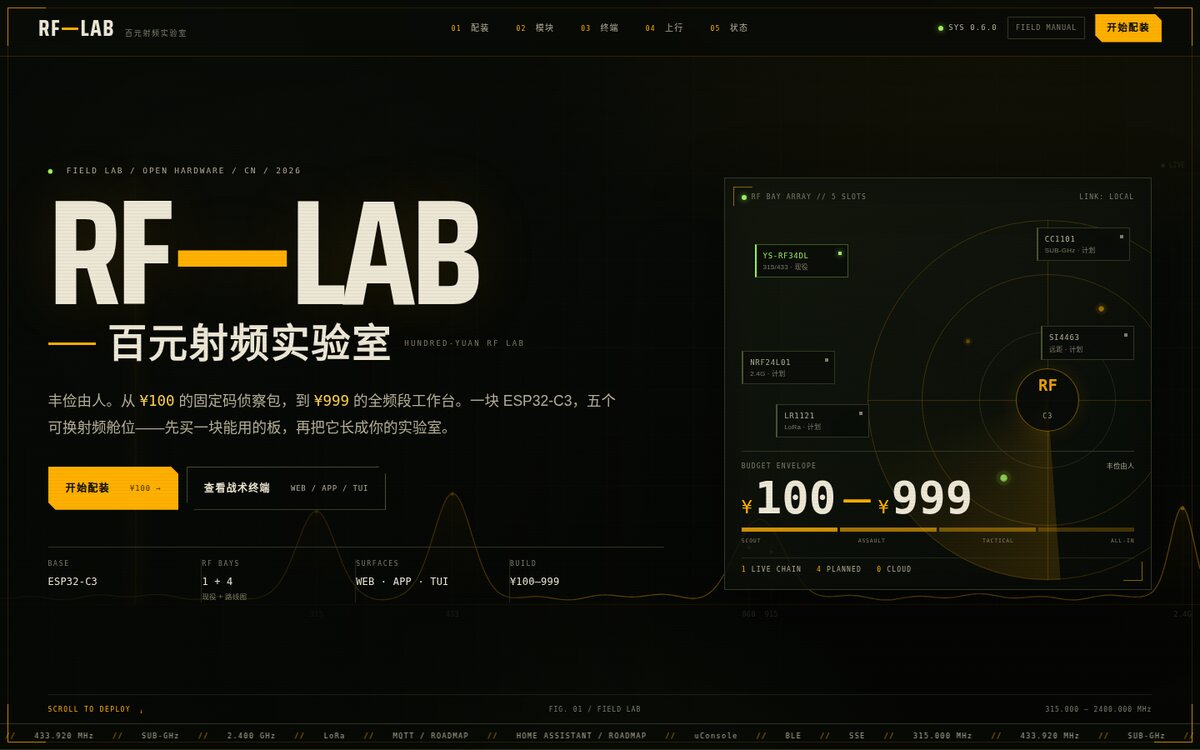 RF—LAB 百元射频实验室
01 配装 02 模块 03 终端 04 上行 05 状态
SYS 0.6.0 FIELD MANUAL 开始配装
FIELD LAB / OPEN HARDWARE / CN / 2026
RF—LAB
百元射频实验室 HUNDRED-YUAN RF LAB
丰俭由人。从 ¥100 的固定码侦察包，到 ¥999 的全频段工作台。一块 ESP32-C3，五个
可换射频舱位——先买一块能用的板，再把它长成你的实验室。
开始配装 ¥100 →
查看战术终端 WEB / APP / TUI
BASE
ESP32-C3
RF BAYS
1 + 4
现役 + 路线图
SURFACES
WEB · APP · TUI
BUILD
¥100—999
LIVE
RF BAY ARRAY // 5 SLOTS LINK: LOCAL
YS-RF34DL
315/433 · 现役
CC1101
SUB-GHz · 计划
SI4463
远距 · 计划
NRF24L01
2.4G · 计划
LR1121
LoRa · 计划
RF
C3
BUDGET ENVELOPE 丰俭由人
¥100—¥999
SCOUT ASSAULT TACTICAL ALL-IN
1 LIVE CHAIN 4 PLANNED 0 CLOUD
315 433 868 915 2.4G
SCROLL TO DEPLOY ↓ FIG. 01 / FIELD LAB 315.000 — 2400.000 MHz
// 433.920 MHz // SUB-GHz // 2.400 GHz // LoRa // MQTT / ROADMAP // HOME ASSISTANT / ROADMAP // uConsole // BLE // SSE // 315.000 MHz // 433.920 MHz // SUB-GHz //